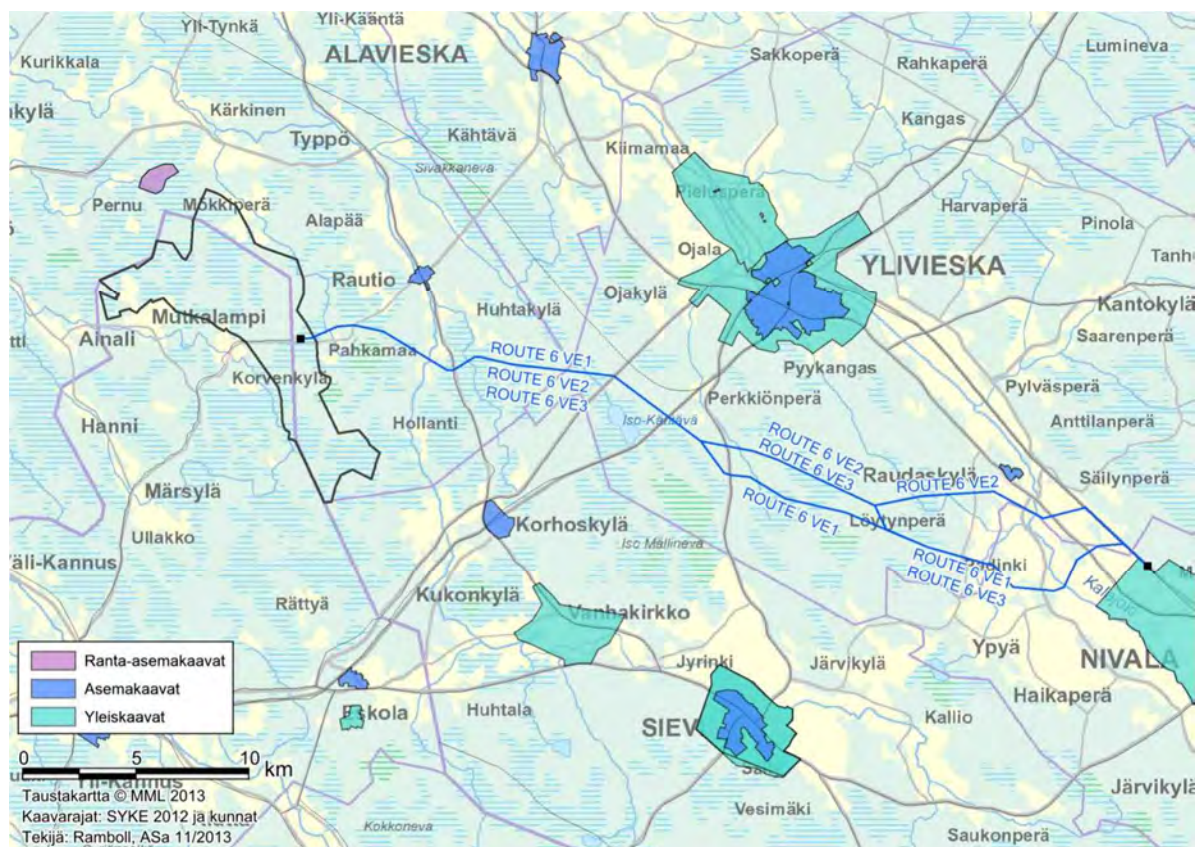 Yli-Kääntä
Yli-Tynkä
ALAVIESKA
Sakkoperä
Lumineva
Kurikkala
Rahkaperä
Kärkinen
Kangas
Typpö
Kähtävä
Kiimamaa
Sivakkaneva
Pernu
Mökkiperä
Pielusperä
Harvaperä
Alapää
Pinola
Ojala
YLIVIESKA
Rautio
Ojakylä
Huhtakylä
Kantokylä
Mutkalampi
Ainali
Saarenperä
Pahkamaa
ROUTE 6 VE1
Pyykangas
Korvenkylä
ROUTE 6 VE2
Pylväsperä
ROUTE 6 VE3
Perkkiönperä
Hanni
Hollanti
Iso-Käntävä
Anttilanperä
ROUTE 6 VE2
ROUTE 6 VE3
Raudaskylä
ROUTE 6 VE2
Säilynperä
Märsylä
ROUTE 6 VE1
Löytynperä
Korhoskylä
Ullakko
Iso Mällineva
ROUTE 6 VE1
ROUTE 6 VE3
Rättyä
Kukonkylä
Vanhakirkko
Ypyä
NIVALA
Jyrinki
Järvikylä
Haikaperä
Ranta-asemakaavat
Asemakaavat
Yleiskaavat
Eskola
Huhtala
SIEV
Kallio
0 5 10
km
Järvikylä
Taustakartta © MML 2013
Kaavarajat: SYKE 2012 ja kunnat
Tekijä: Ramboll, ASa 11/2013
Kokkoneva
Vesimäki
Saukonperä